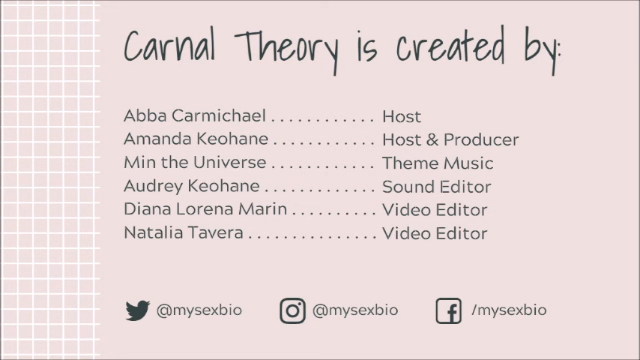 Carnal Theory is created by:
Abba Carmichael ............ Host
Amanda Keohane ............ Host & Producer
Min the Universe ............ Theme Music
Audrey Keohane ............. Sound Editor
Diana Lorena Marin .......... Video Editor
Natalia Tavera ............... Video Editor
@mysexbio @mysexbio /mysexbio